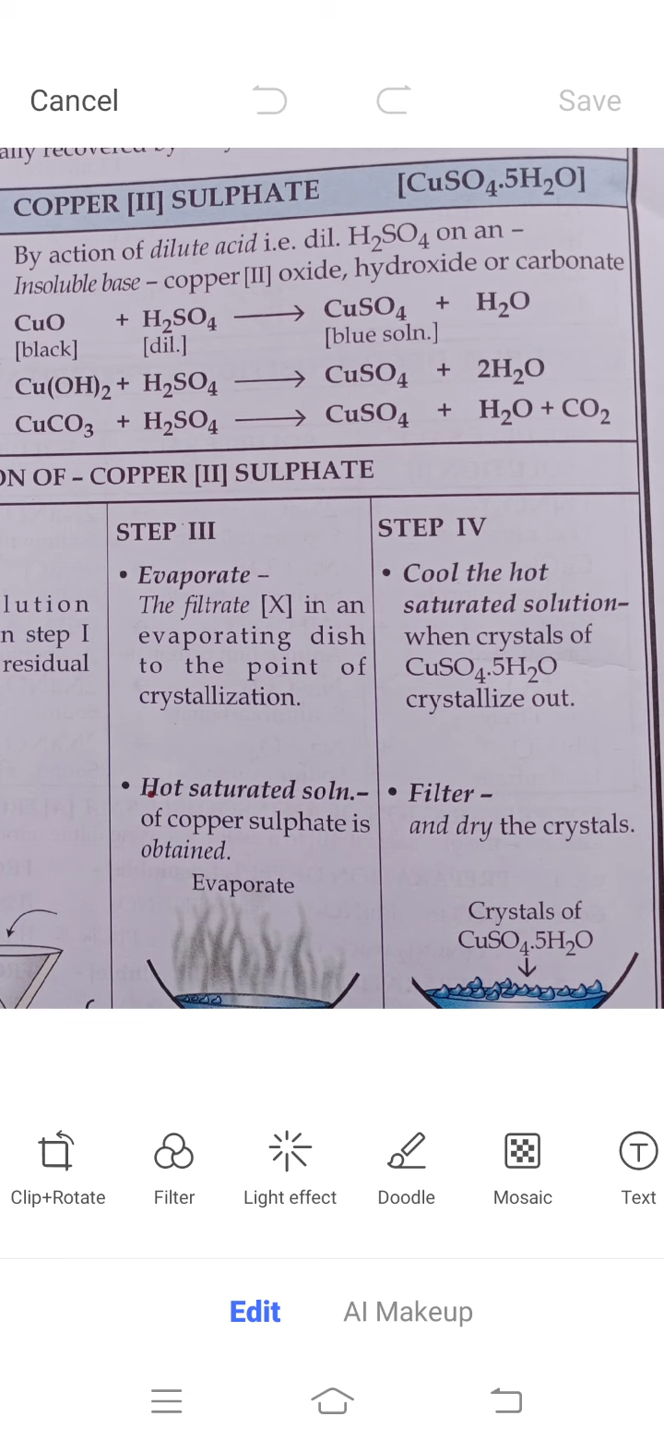 Cancel
Save
COPPER [II] SULPHATE [CuSO₄.5H₂O]
By action of dilute acid i.e. dil. H₂SO₄ on an –
Insoluble base – copper [II] oxide, hydroxide or carbonate
CuO + H₂SO₄ ⟶ CuSO₄ + H₂O
[black] [dil.] [blue soln.]
Cu(OH)₂ + H₂SO₄ ⟶ CuSO₄ + 2H₂O
CuCO₃ + H₂SO₄ ⟶ CuSO₄ + H₂O + CO₂
ON OF – COPPER [II] SULPHATE
lution
n step I
residual
STEP III
• Evaporate –
The filtrate [X] in an
evaporating dish
to the point of
crystallization.
• Hot saturated soln.–
of copper sulphate is
obtained.
Evaporate
STEP IV
• Cool the hot
saturated solution–
when crystals of
CuSO₄.5H₂O
crystallize out.
• Filter –
and dry the crystals.
Crystals of
CuSO₄.5H₂O
Clip+Rotate
Filter
Light effect
Doodle
Mosaic
Text
Edit
AI Makeup